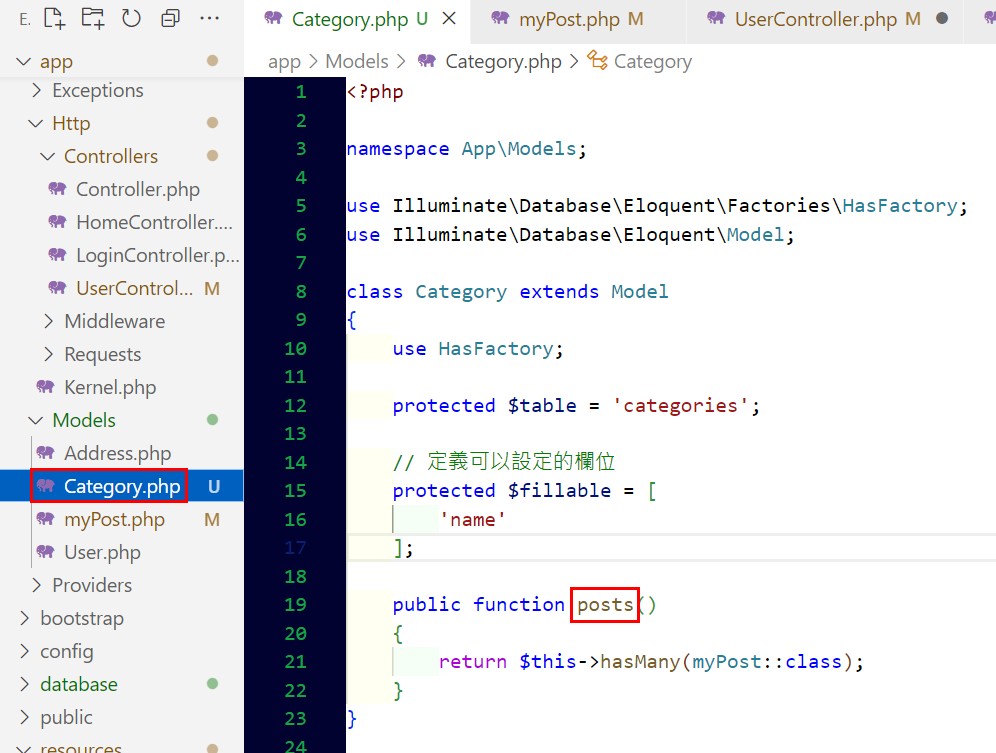 E. ...
app
Exceptions
Http
Controllers
Controller.php
HomeController....
LoginController.p...
UserControl... M
Middleware
Requests
Kernel.php
Models
Address.php
Category.php U
myPost.php M
User.php
Providers
bootstrap
config
database
public
resources
Category.php U myPost.php M UserController.php M
app > Models > Category.php > Category
1 <?php
2
3 namespace App\Models;
4
5 use Illuminate\Database\Eloquent\Factories\HasFactory;
6 use Illuminate\Database\Eloquent\Model;
7
8 class Category extends Model
9 {
10 use HasFactory;
11
12 protected $table = 'categories';
13
14 // 定義可以設定的欄位
15 protected $fillable = [
16 'name'
17 ];
18
19 public function posts()
20 {
21 return $this->hasMany(myPost::class);
22 }
23 }
24